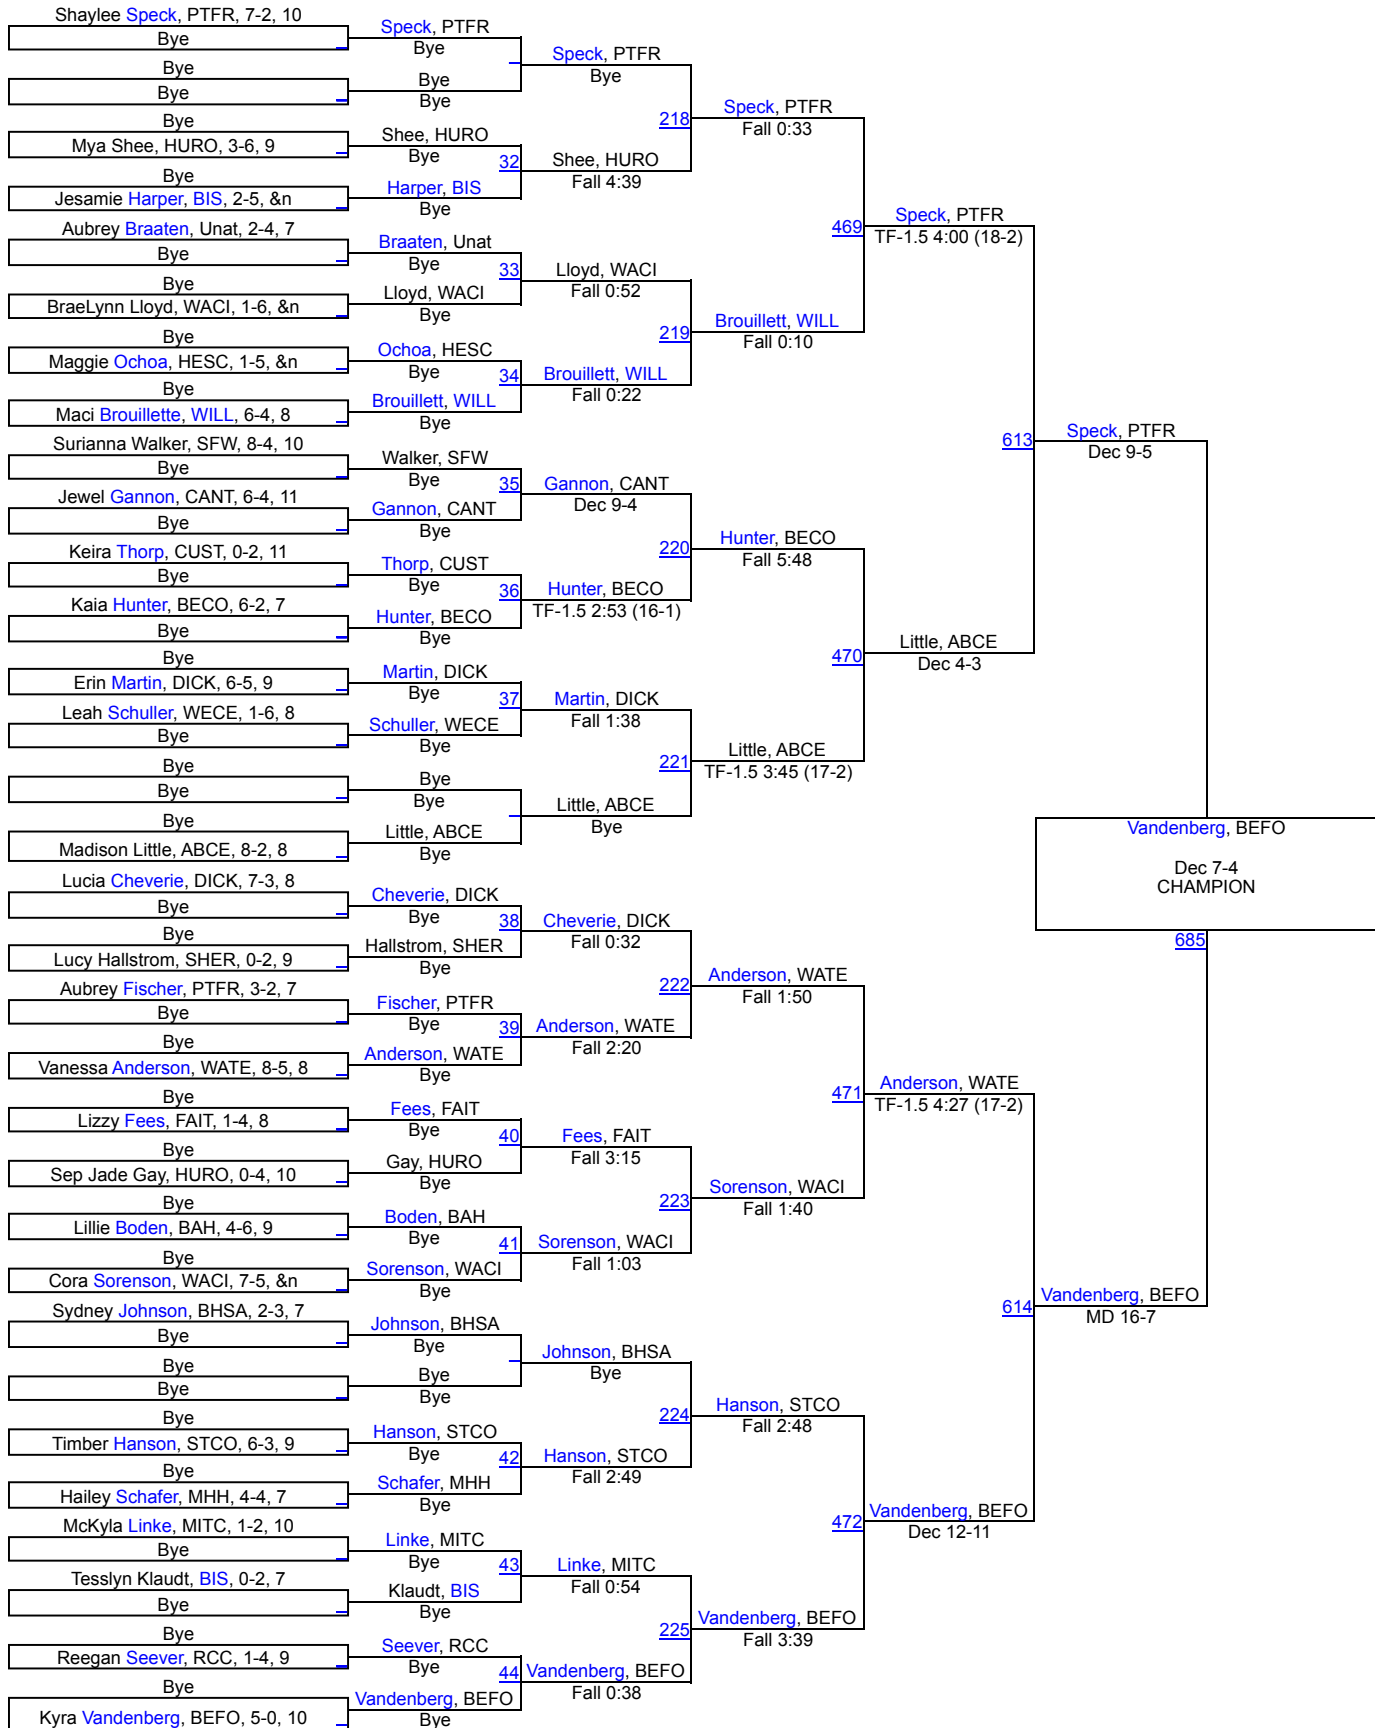 Shaylee Speck, PTFR, 7-2, 10
Bye
Bye
Bye
Bye
Mya Shee, HURO, 3-6, 9
Bye
Jesamie Harper, BIS, 2-5, &n
Aubrey Braaten, Unat, 2-4, 7
Bye
Bye
BraeLynn Lloyd, WACI, 1-6, &n
Bye
Maggie Ochoa, HESC, 1-5, &n
Bye
Maci Brouillette, WILL, 6-4, 8
Surianna Walker, SFW, 8-4, 10
Bye
Jewel Gannon, CANT, 6-4, 11
Bye
Keira Thorp, CUST, 0-2, 11
Bye
Kaia Hunter, BECO, 6-2, 7
Bye
Bye
Erin Martin, DICK, 6-5, 9
Leah Schuller, WECE, 1-6, 8
Bye
Bye
Bye
Bye
Madison Little, ABCE, 8-2, 8
Lucia Cheverie, DICK, 7-3, 8
Bye
Bye
Lucy Hallstrom, SHER, 0-2, 9
Aubrey Fischer, PTFR, 3-2, 7
Bye
Bye
Vanessa Anderson, WATE, 8-5, 8
Bye
Lizzy Fees, FAIT, 1-4, 8
Bye
Sep Jade Gay, HURO, 0-4, 10
Bye
Lillie Boden, BAH, 4-6, 9
Bye
Cora Sorenson, WACI, 7-5, &n
Sydney Johnson, BHSA, 2-3, 7
Bye
Bye
Bye
Bye
Timber Hanson, STCO, 6-3, 9
Bye
Hailey Schafer, MHH, 4-4, 7
McKyla Linke, MITC, 1-2, 10
Bye
Tesslyn Klaudt, BIS, 0-2, 7
Bye
Bye
Reegan Seever, RCC, 1-4, 9
Bye
Kyra Vandenberg, BEFO, 5-0, 10
Speck, PTFR
Bye
Bye
Bye
Shee, HURO
Bye
32
Harper, BIS
Bye
Braaten, Unat
Bye
33
Lloyd, WACI
Bye
Ochoa, HESC
Bye
34
Brouillett, WILL
Bye
Walker, SFW
35
Gannon, CANT
Bye
Thorp, CUST
Bye
36
Hunter, BECO
Bye
Martin, DICK
Bye
37
Schuller, WECE
Bye
Bye
Bye
Little, ABCE
Bye
Cheverie, DICK
Bye
38
Hallstrom, SHER
Bye
Fischer, PTFR
Bye
39
Anderson, WATE
Bye
Fees, FAIT
Bye
40
Gay, HURO
Bye
Boden, BAH
Bye
41
Sorenson, WACI
Bye
Johnson, BHSA
Bye
Bye
Bye
Hanson, STCO
Bye
42
Schafer, MHH
Bye
Linke, MITC
Bye
43
Klaudt, BIS
Bye
Seever, RCC
Bye
44
Vandenberg, BEFO
Bye
Speck, PTFR
Bye
218
Shee, HURO
Fall 4:39
Lloyd, WACI
Fall 0:52
219
Brouillett, WILL
Fall 0:22
Gannon, CANT
Dec 9-4
220
Hunter, BECO
TF-1.5 2:53 (16-1)
Martin, DICK
Fall 1:38
221
Little, ABCE
Bye
Cheverie, DICK
Fall 0:32
222
Anderson, WATE
Fall 2:20
Fees, FAIT
Fall 3:15
223
Sorenson, WACI
Fall 1:03
Johnson, BHSA
Bye
224
Hanson, STCO
Fall 2:49
Linke, MITC
Fall 0:54
225
Vandenberg, BEFO
Fall 0:38
Speck, PTFR
Fall 0:33
469
Brouillett, WILL
Fall 0:10
Hunter, BECO
Fall 5:48
470
Little, ABCE
TF-1.5 3:45 (17-2)
Anderson, WATE
Fall 1:50
471
Sorenson, WACI
Fall 1:40
Hanson, STCO
Fall 2:48
472
Vandenberg, BEFO
Fall 3:39
Speck, PTFR
TF-1.5 4:00 (18-2)
613
Little, ABCE
Dec 4-3
Anderson, WATE
TF-1.5 4:27 (17-2)
614
Vandenberg, BEFO
Dec 12-11
Speck, PTFR
Dec 9-5
Vandenberg, BEFO
MD 16-7
Vandenberg, BEFO
Dec 7-4
CHAMPION
685